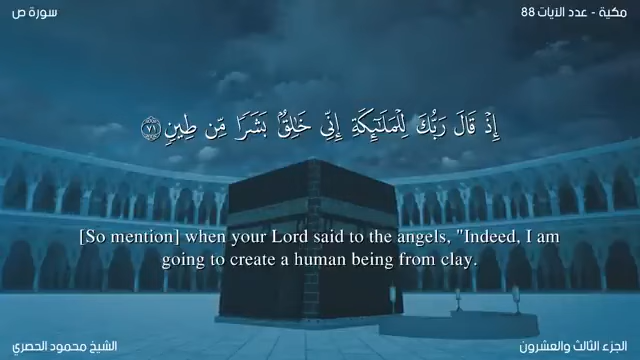 سورة ص
مكية - عدد الآيات 88
إِذْ قَالَ رَبُّكَ لِلْمَلَٰٓئِكَةِ إِنِّى خَٰلِقٌۢ بَشَرًا مِّن طِينٍ ٧١
[So mention] when your Lord said to the angels, "Indeed, I am
going to create a human being from clay.
الشيخ محمود الحصري
الجزء الثالث والعشرون